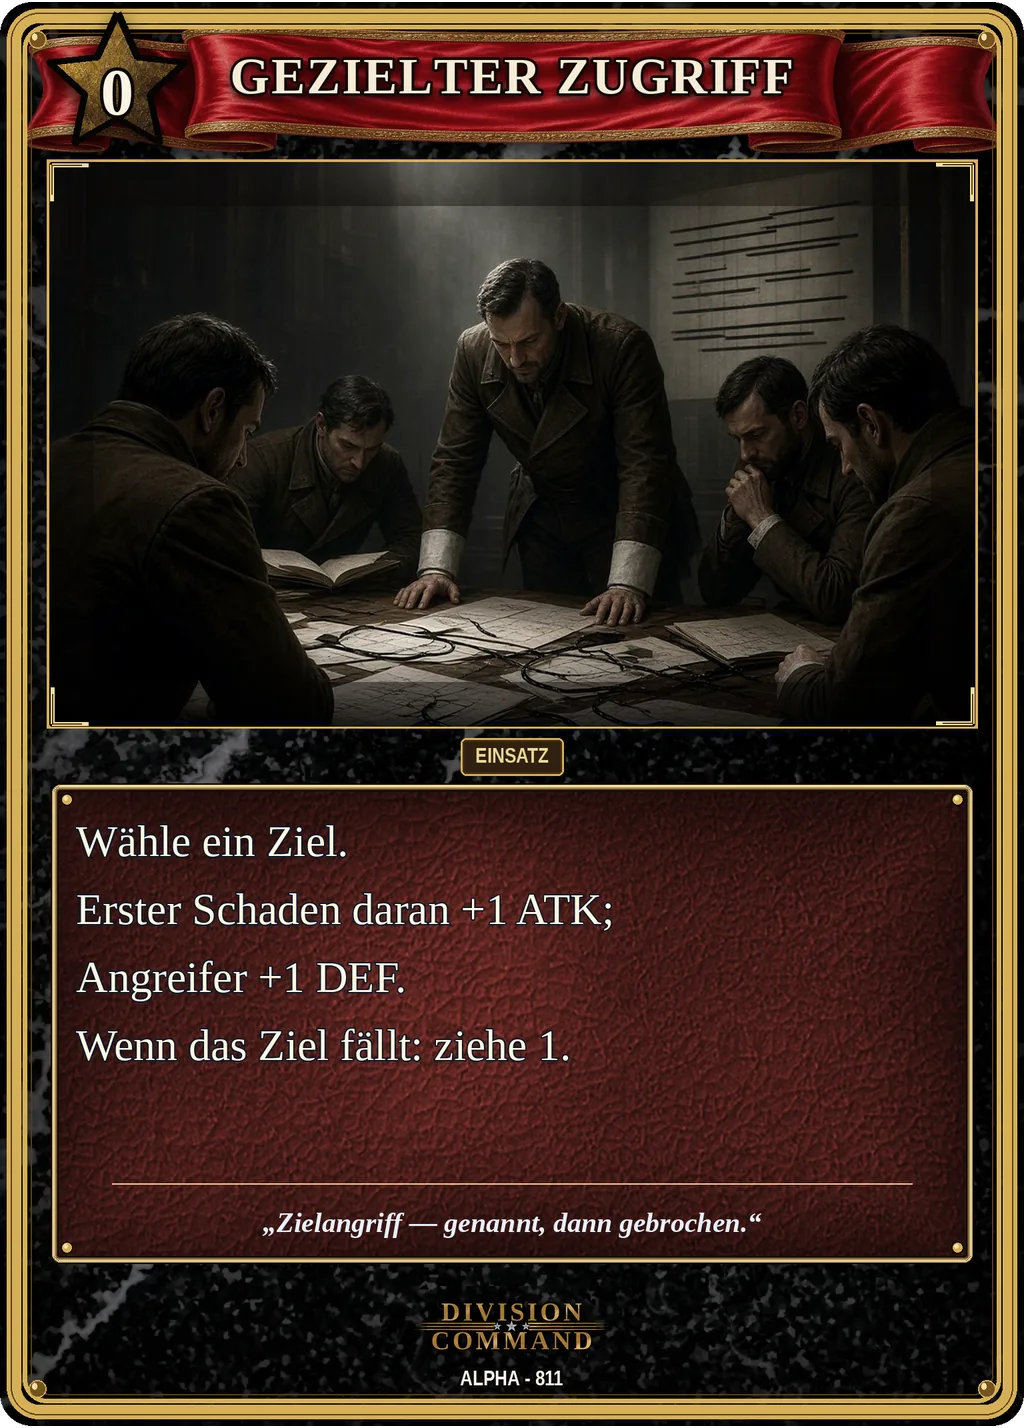 0
GEZIELTER ZUGRIFF
EINSATZ
Wähle ein Ziel.
Erster Schaden daran +1 ATK;
Angreifer +1 DEF.
Wenn das Ziel fällt: ziehe 1.
„Zielangriff — genannt, dann gebrochen.“
DIVISION
COMMAND
ALPHA - 811